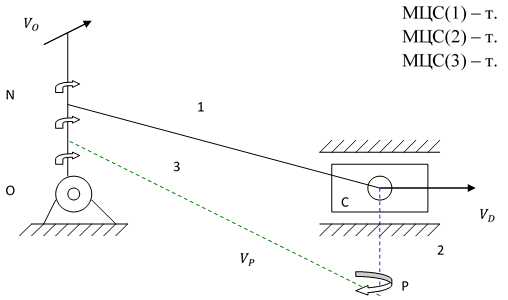 МЦС(1) – т.
МЦС(2) – т.
МЦС(3) – т.
V_O
N
1
3
O
C
V_D
2
V_P
P